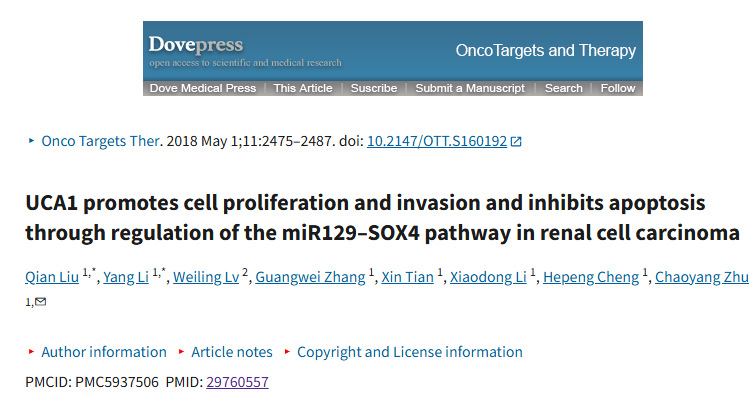 Dovepress
open access to scientific and medical research
OncoTargets and Therapy
Dove Medical Press | This Article | Suscribe | Submit a Manuscript | Search | Follow
‣ Onco Targets Ther. 2018 May 1;11:2475–2487. doi: 10.2147/OTT.S160192
UCA1 promotes cell proliferation and invasion and inhibits apoptosis
through regulation of the miR129–SOX4 pathway in renal cell carcinoma
Qian Liu 1,*, Yang Li 1,*, Weiling Lv 2, Guangwei Zhang 1, Xin Tian 1, Xiaodong Li 1, Hepeng Cheng 1, Chaoyang Zhu
1,✉
‣ Author information ‣ Article notes ‣ Copyright and License information
PMCID: PMC5937506 PMID: 29760557